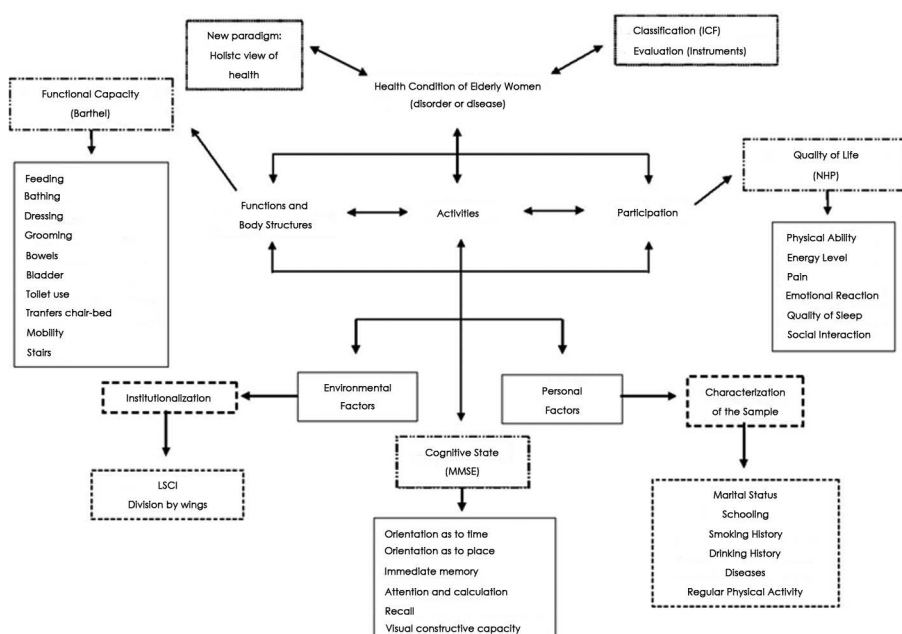 New paradigm:
Holistc view of
health
Classification (ICF)
Evaluation (Instruments)
Health Condition of Elderly Women
(disorder or disease)
Functional Capacity
(Barthel)
Quality of Life
(NHP)
Feeding
Bathing
Dressing
Grooming
Bowels
Bladder
Toilet use
Tranfers chair-bed
Mobility
Stairs
Functions and
Body Structures
Activities
Participation
Physical Ability
Energy Level
Pain
Emotional Reaction
Quality of Sleep
Social Interaction
Institutionalization
Environmental
Factors
Personal
Factors
Characterization
of the Sample
Cognitive State
(MMSE)
LSCI
Division by wings
Marital Status
Schooling
Smoking History
Drinking History
Diseases
Regular Physical Activity
Orientation as to time
Orientation as to place
Immediate memory
Attention and calculation
Recall
Visual constructive capacity